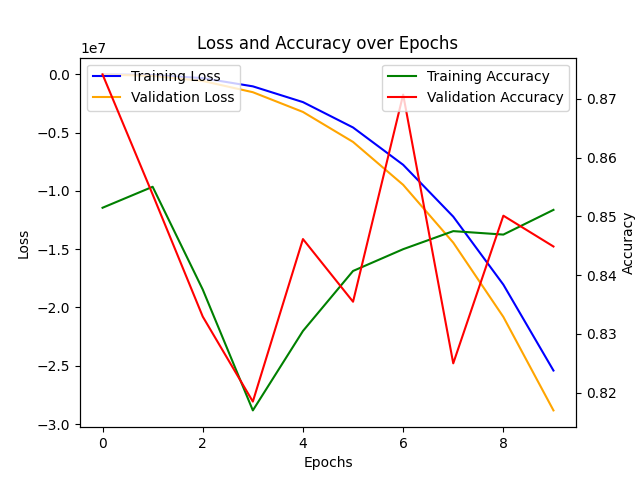 Loss and Accuracy over Epochs
1e7
Training Loss
Validation Loss
Training Accuracy
Validation Accuracy
0.0
−0.5
−1.0
−1.5
−2.0
−2.5
−3.0
Loss
0.87
0.86
0.85
0.84
0.83
0.82
Accuracy
0 2 4 6 8
Epochs